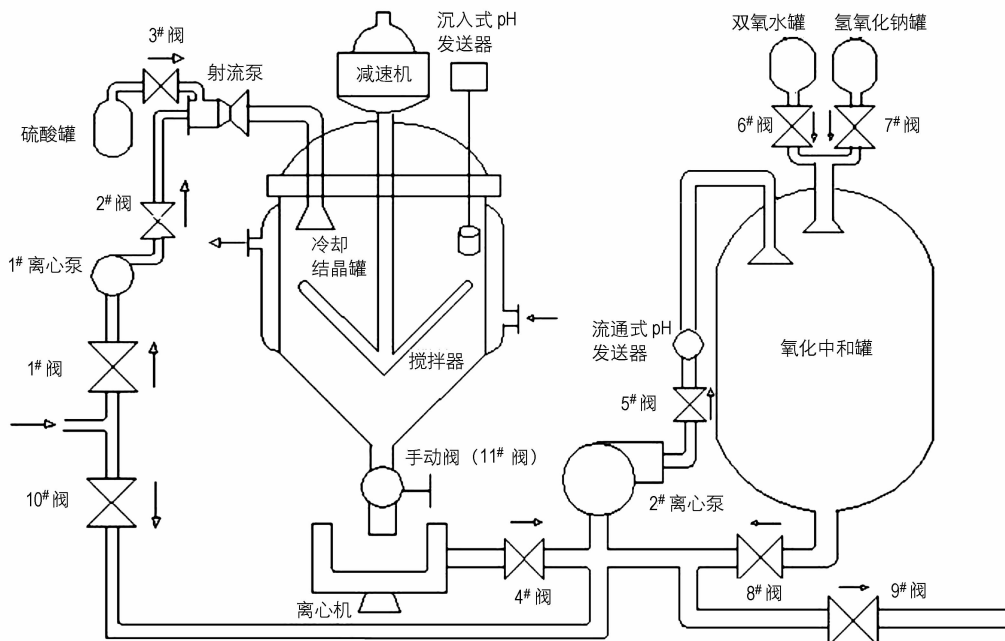 3# 阀
射流泵
硫酸罐
2# 阀
1# 离心泵
1# 阀
10# 阀
减速机
沉入式 pH
发送器
冷却
结晶罐
搅拌器
手动阀（11# 阀）
离心机
4# 阀
2# 离心泵
5# 阀
流通式 pH
发送器
双氧水罐
氢氧化钠罐
6# 阀
7# 阀
氧化中和罐
8# 阀
9# 阀